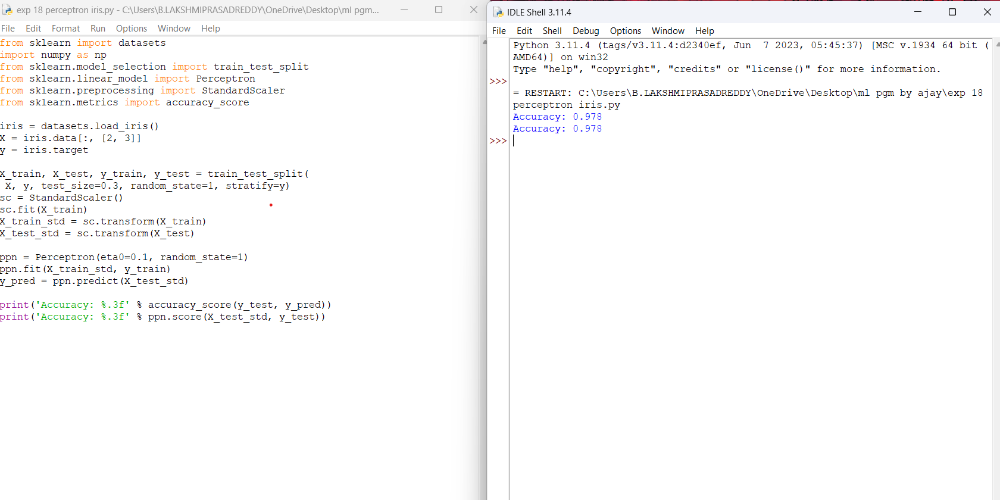 exp 18 perceptron iris.py - C:\Users\B.LAKSHMIPRASADREDDY\OneDrive\Desktop\ml pgm...
File Edit Format Run Options Window Help
from sklearn import datasets
import numpy as np
from sklearn.model_selection import train_test_split
from sklearn.linear_model import Perceptron
from sklearn.preprocessing import StandardScaler
from sklearn.metrics import accuracy_score
iris = datasets.load_iris()
X = iris.data[:, [2, 3]]
y = iris.target
X_train, X_test, y_train, y_test = train_test_split(
X, y, test_size=0.3, random_state=1, stratify=y)
sc = StandardScaler()
sc.fit(X_train)
X_train_std = sc.transform(X_train)
X_test_std = sc.transform(X_test)
ppn = Perceptron(eta0=0.1, random_state=1)
ppn.fit(X_train_std, y_train)
y_pred = ppn.predict(X_test_std)
print('Accuracy: %.3f' % accuracy_score(y_test, y_pred))
print('Accuracy: %.3f' % ppn.score(X_test_std, y_test))
IDLE Shell 3.11.4
File Edit Shell Debug Options Window Help
Python 3.11.4 (tags/v3.11.4:d2340ef, Jun  7 2023, 05:45:37) [MSC v.1934 64 bit (
AMD64)] on win32
Type "help", "copyright", "credits" or "license()" for more information.
>>>
= RESTART: C:\Users\B.LAKSHMIPRASADREDDY\OneDrive\Desktop\ml pgm by ajay\exp 18
perceptron iris.py
Accuracy: 0.978
Accuracy: 0.978
>>>